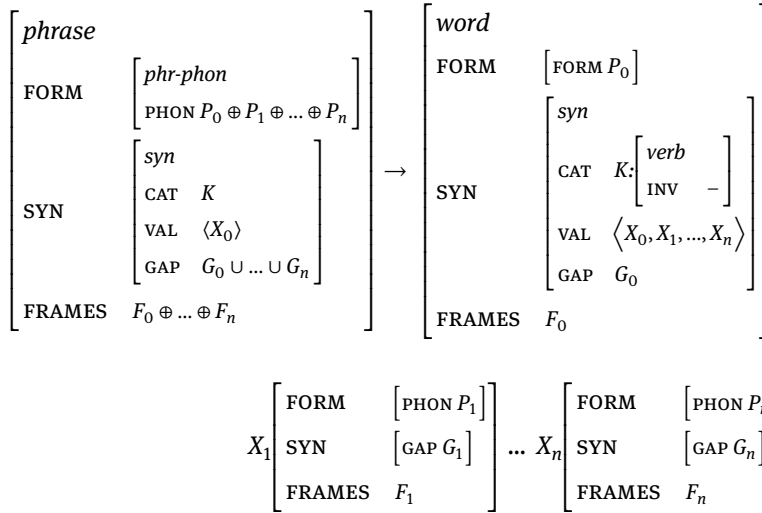 phrase
FORM [phr-phon
PHON P₀ ⊕ P₁ ⊕ ... ⊕ Pₙ]
SYN [syn
CAT K
VAL ⟨X₀⟩
GAP G₀ ∪ ... ∪ Gₙ]
FRAMES F₀ ⊕ ... ⊕ Fₙ
→
word
FORM [FORM P₀]
SYN [syn
CAT K: [verb
INV −]
VAL ⟨X₀, X₁, ..., Xₙ⟩
GAP G₀]
FRAMES F₀
X₁ [FORM [PHON P₁]
SYN [GAP G₁]
FRAMES F₁]
... Xₙ [FORM [PHON Pₙ
SYN [GAP Gₙ]
FRAMES Fₙ